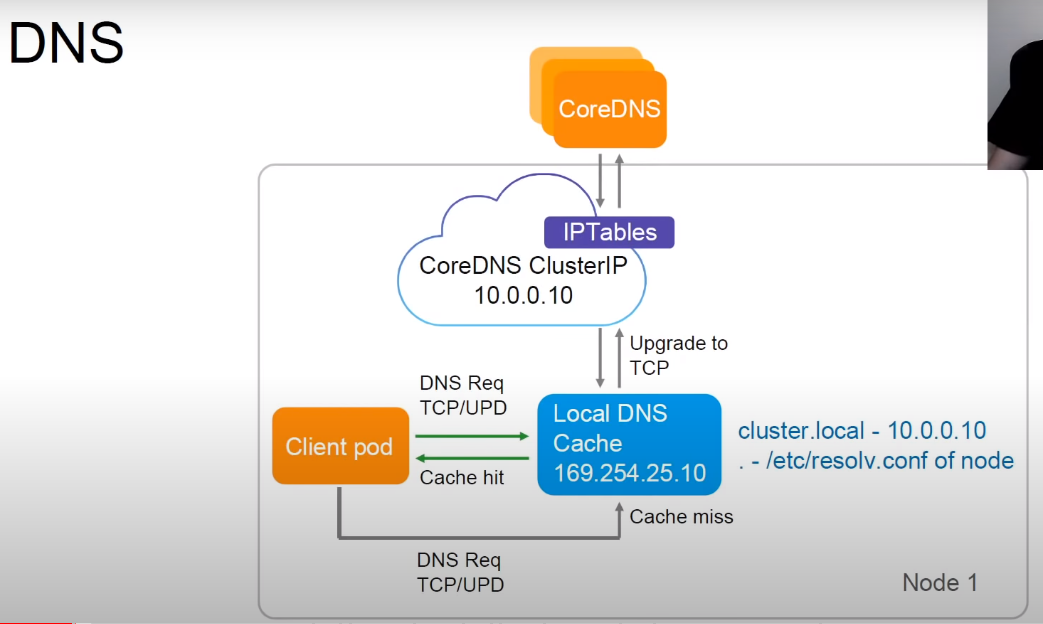 DNS
CoreDNS
IPTables
CoreDNS ClusterIP
10.0.0.10
Upgrade to
TCP
DNS Req
TCP/UPD
Client pod
Cache hit
Local DNS
Cache
169.254.25.10
cluster.local - 10.0.0.10
. - /etc/resolv.conf of node
Cache miss
DNS Req
TCP/UPD
Node 1